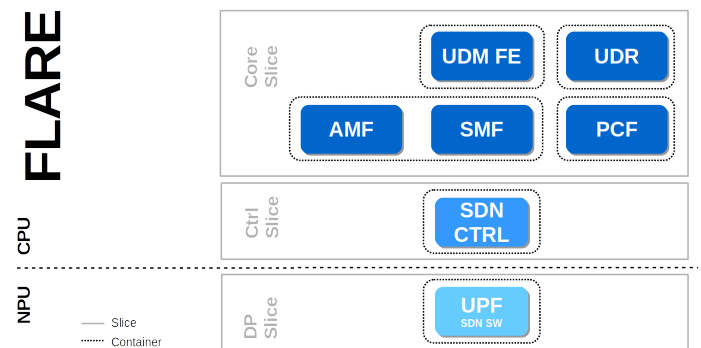 FLARE
Core
Slice
UDM FE
UDR
AMF
SMF
PCF
CPU
Ctrl
Slice
SDN
CTRL
NPU
DP
Slice
UPF
SDN SW
Slice
Container